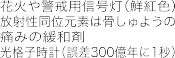 花火や警戒用信号灯（鮮紅色）
放射性同位元素は骨しゅようの
痛みの緩和剤
光格子時計（誤差300億年に1秒）